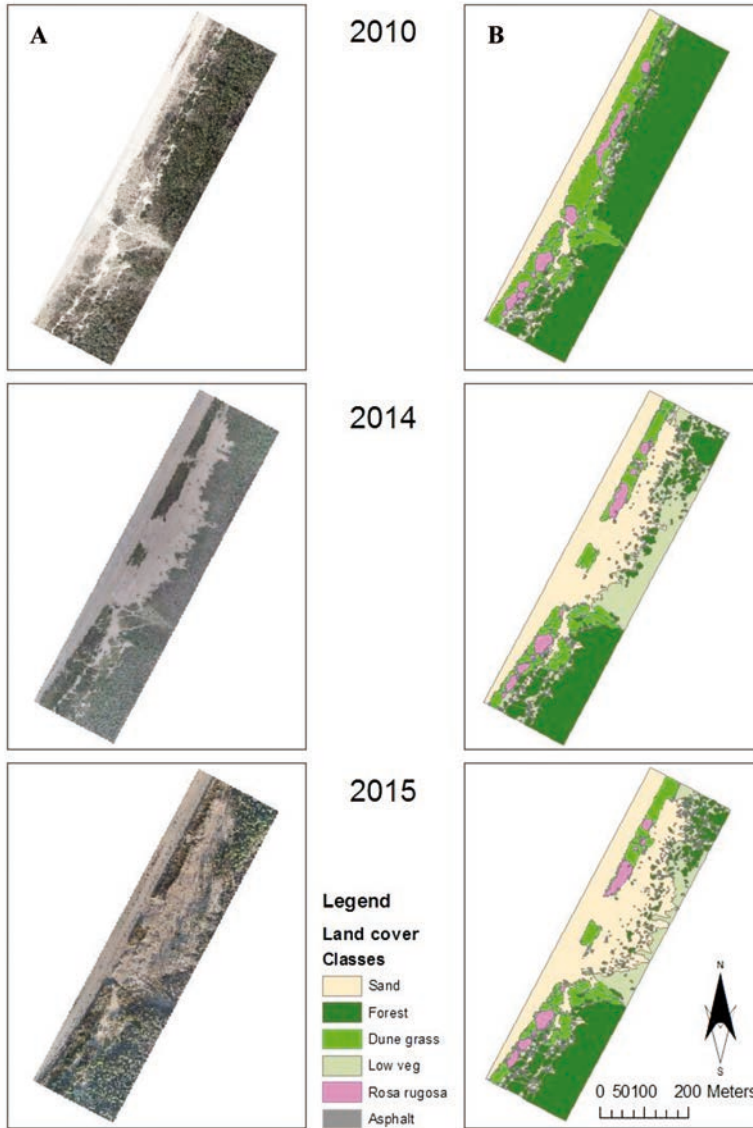 A
2010
B
2014
2015
Legend
Land cover
Classes
Sand
Forest
Dune grass
Low veg
Rosa rugosa
Asphalt
N
S
0 50100 200 Meters